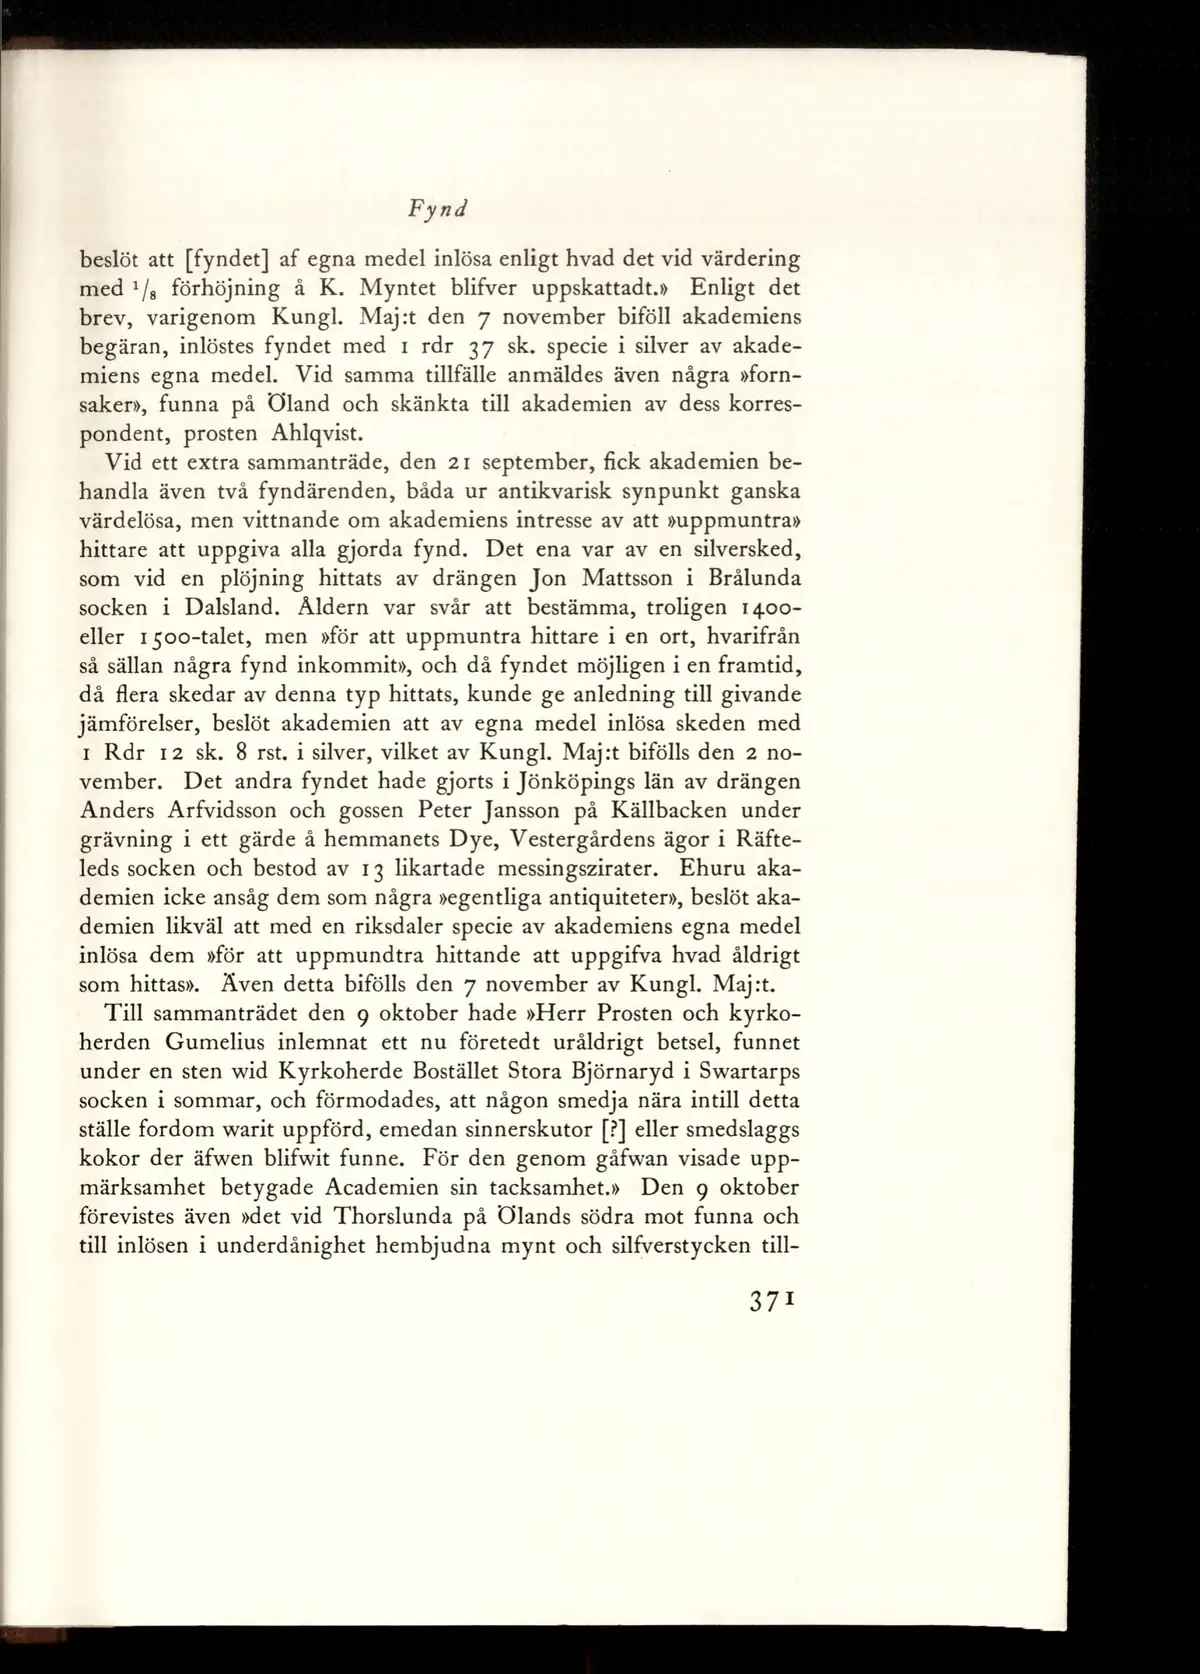 Fynd
beslöt att [fyndet] af egna medel inlösa enligt hvad det vid värdering
med 1/8 förhöjning å K. Myntet blifver uppskattadt.» Enligt det
brev, varigenom Kungl. Maj:t den 7 november biföll akademiens
begäran, inlöstes fyndet med 1 rdr 37 sk. specie i silver av akade-
miens egna medel. Vid samma tillfälle anmäldes även några »forn-
saker», funna på Öland och skänkta till akademien av dess korres-
pondent, prosten Ahlqvist.
Vid ett extra sammanträde, den 21 september, fick akademien be-
handla även två fyndärenden, båda ur antikvarisk synpunkt ganska
värdelösa, men vittnande om akademiens intresse av att »uppmuntra»
hittare att uppgiva alla gjorda fynd. Det ena var av en silversked,
som vid en plöjning hittats av drängen Jon Mattsson i Brålunda
socken i Dalsland. Åldern var svår att bestämma, troligen 1400-
eller 1500-talet, men »för att uppmuntra hittare i en ort, hvarifrån
så sällan några fynd inkommit», och då fyndet möjligen i en framtid,
då flera skedar av denna typ hittats, kunde ge anledning till givande
jämförelser, beslöt akademien att av egna medel inlösa skeden med
1 Rdr 12 sk. 8 rst. i silver, vilket av Kungl. Maj:t bifölls den 2 no-
vember. Det andra fyndet hade gjorts i Jönköpings län av drängen
Anders Arfvidsson och gossen Peter Jansson på Källbacken under
grävning i ett gärde å hemmanets Dye, Vestergårdens ägor i Räfte-
leds socken och bestod av 13 likartade messingszirater. Ehuru aka-
demien icke ansåg dem som några »egentliga antiquiteter», beslöt aka-
demien likväl att med en riksdaler specie av akademiens egna medel
inlösa dem »för att uppmundtra hittande att uppgifva hvad åldrigt
som hittas». Även detta bifölls den 7 november av Kungl. Maj:t.
Till sammanträdet den 9 oktober hade »Herr Prosten och kyrko-
herden Gumelius inlemnat ett nu företedt uråldrigt betsel, funnet
under en sten wid Kyrkoherde Bostället Stora Björnaryd i Swartarps
socken i sommar, och förmodades, att någon smedja nära intill detta
ställe fordom warit uppförd, emedan sinnerskutor [?] eller smedslaggs
kokor der äfwen blifwit funne. För den genom gåfwan visade upp-
märksamhet betygade Academien sin tacksamhet.» Den 9 oktober
förevistes även »det vid Thorslunda på Ölands södra mot funna och
till inlösen i underdånighet hembjudna mynt och silfverstycken till-
371